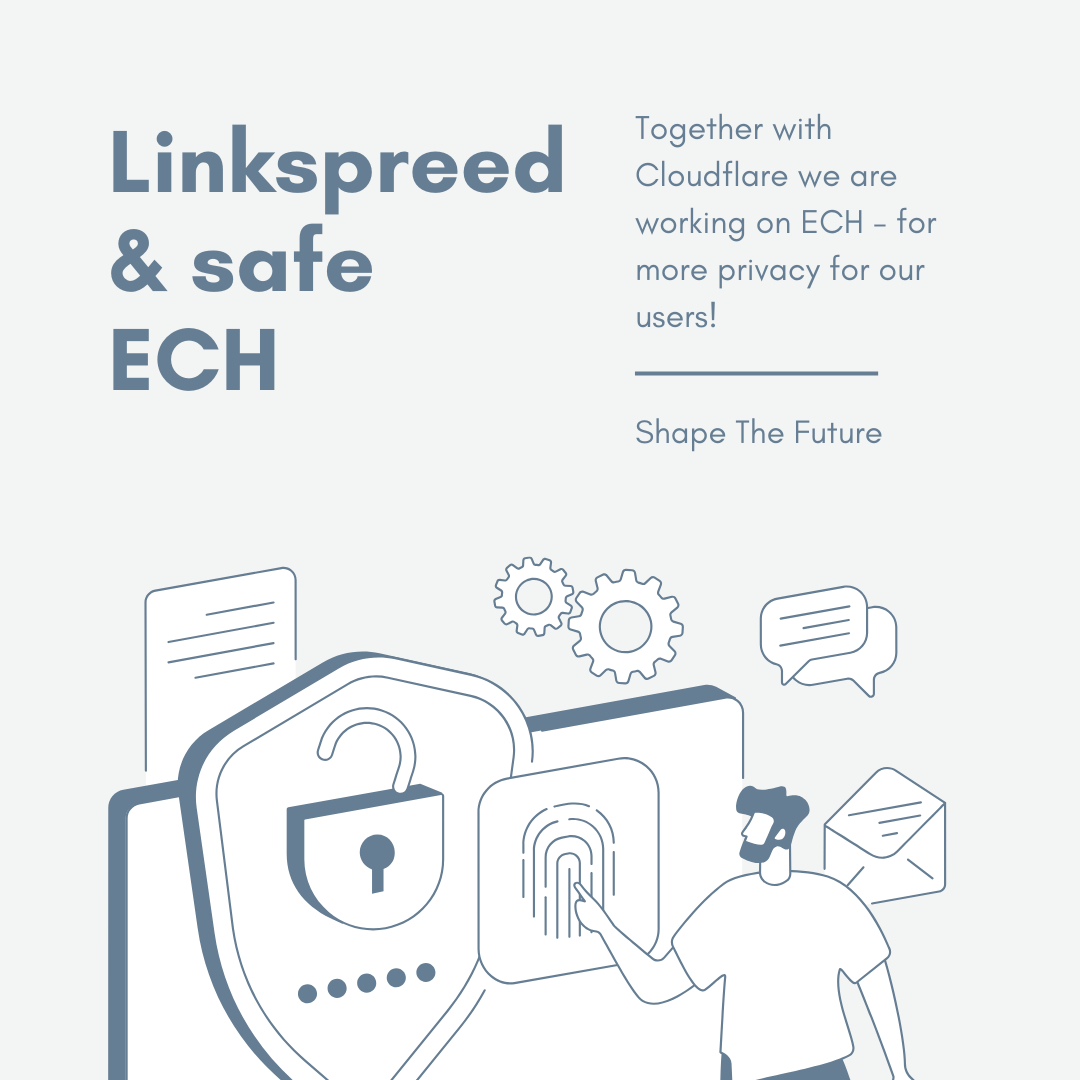 Linkspreed
& safe
ECH
Together with
Cloudflare we are
working on ECH - for
more privacy for our
users!
Shape The Future